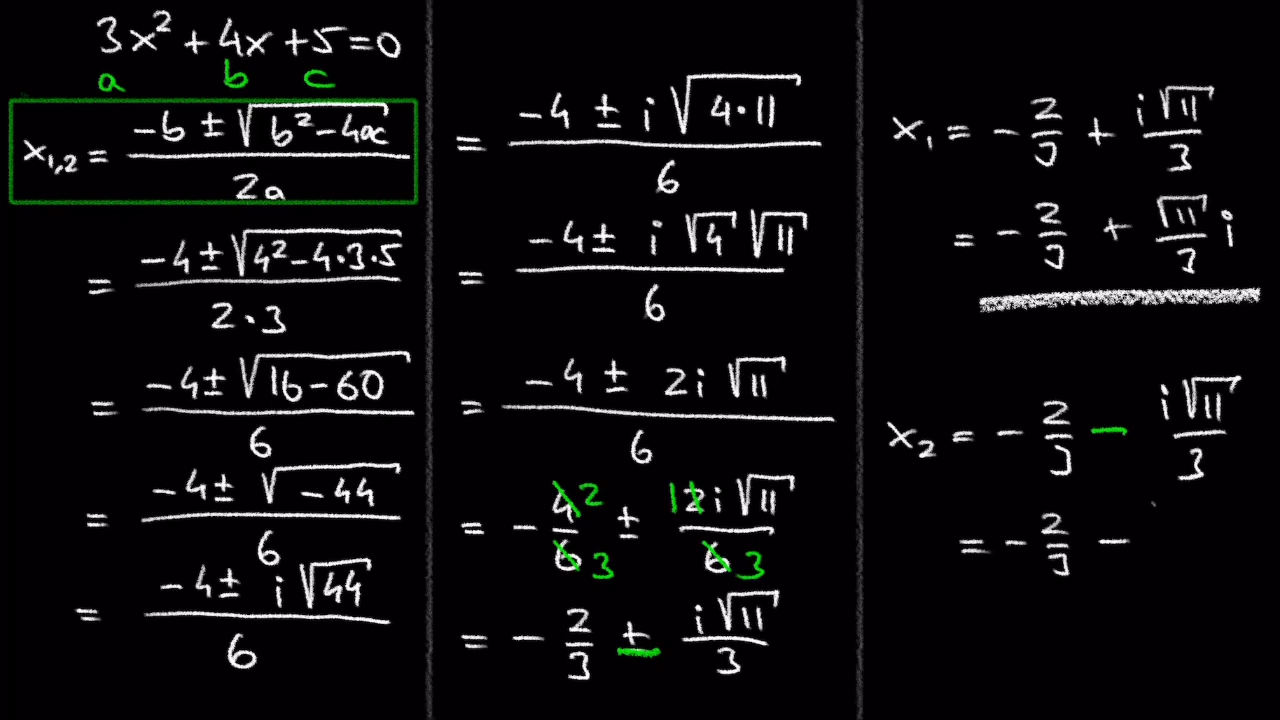 3x² + 4x + 5 = 0
a b c
x₁,₂ = (-b ± √(b² - 4ac)) / 2a
= (-4 ± √(4² - 4·3·5)) / (2·3)
= (-4 ± √(16 - 60)) / 6
= (-4 ± √(-44)) / 6
= (-4 ± i√44) / 6
= (-4 ± i√(4·11)) / 6
= (-4 ± i√4 √11) / 6
= (-4 ± 2i√11) / 6
= - 4 2 / 6 3 ± 1 2i√11 / 6 3
= - 2/3 ± i√11 / 3
x₁ = - 2/3 + i√11 / 3
= - 2/3 + √11 / 3 i
x₂ = - 2/3 - i√11 / 3
= - 2/3 -